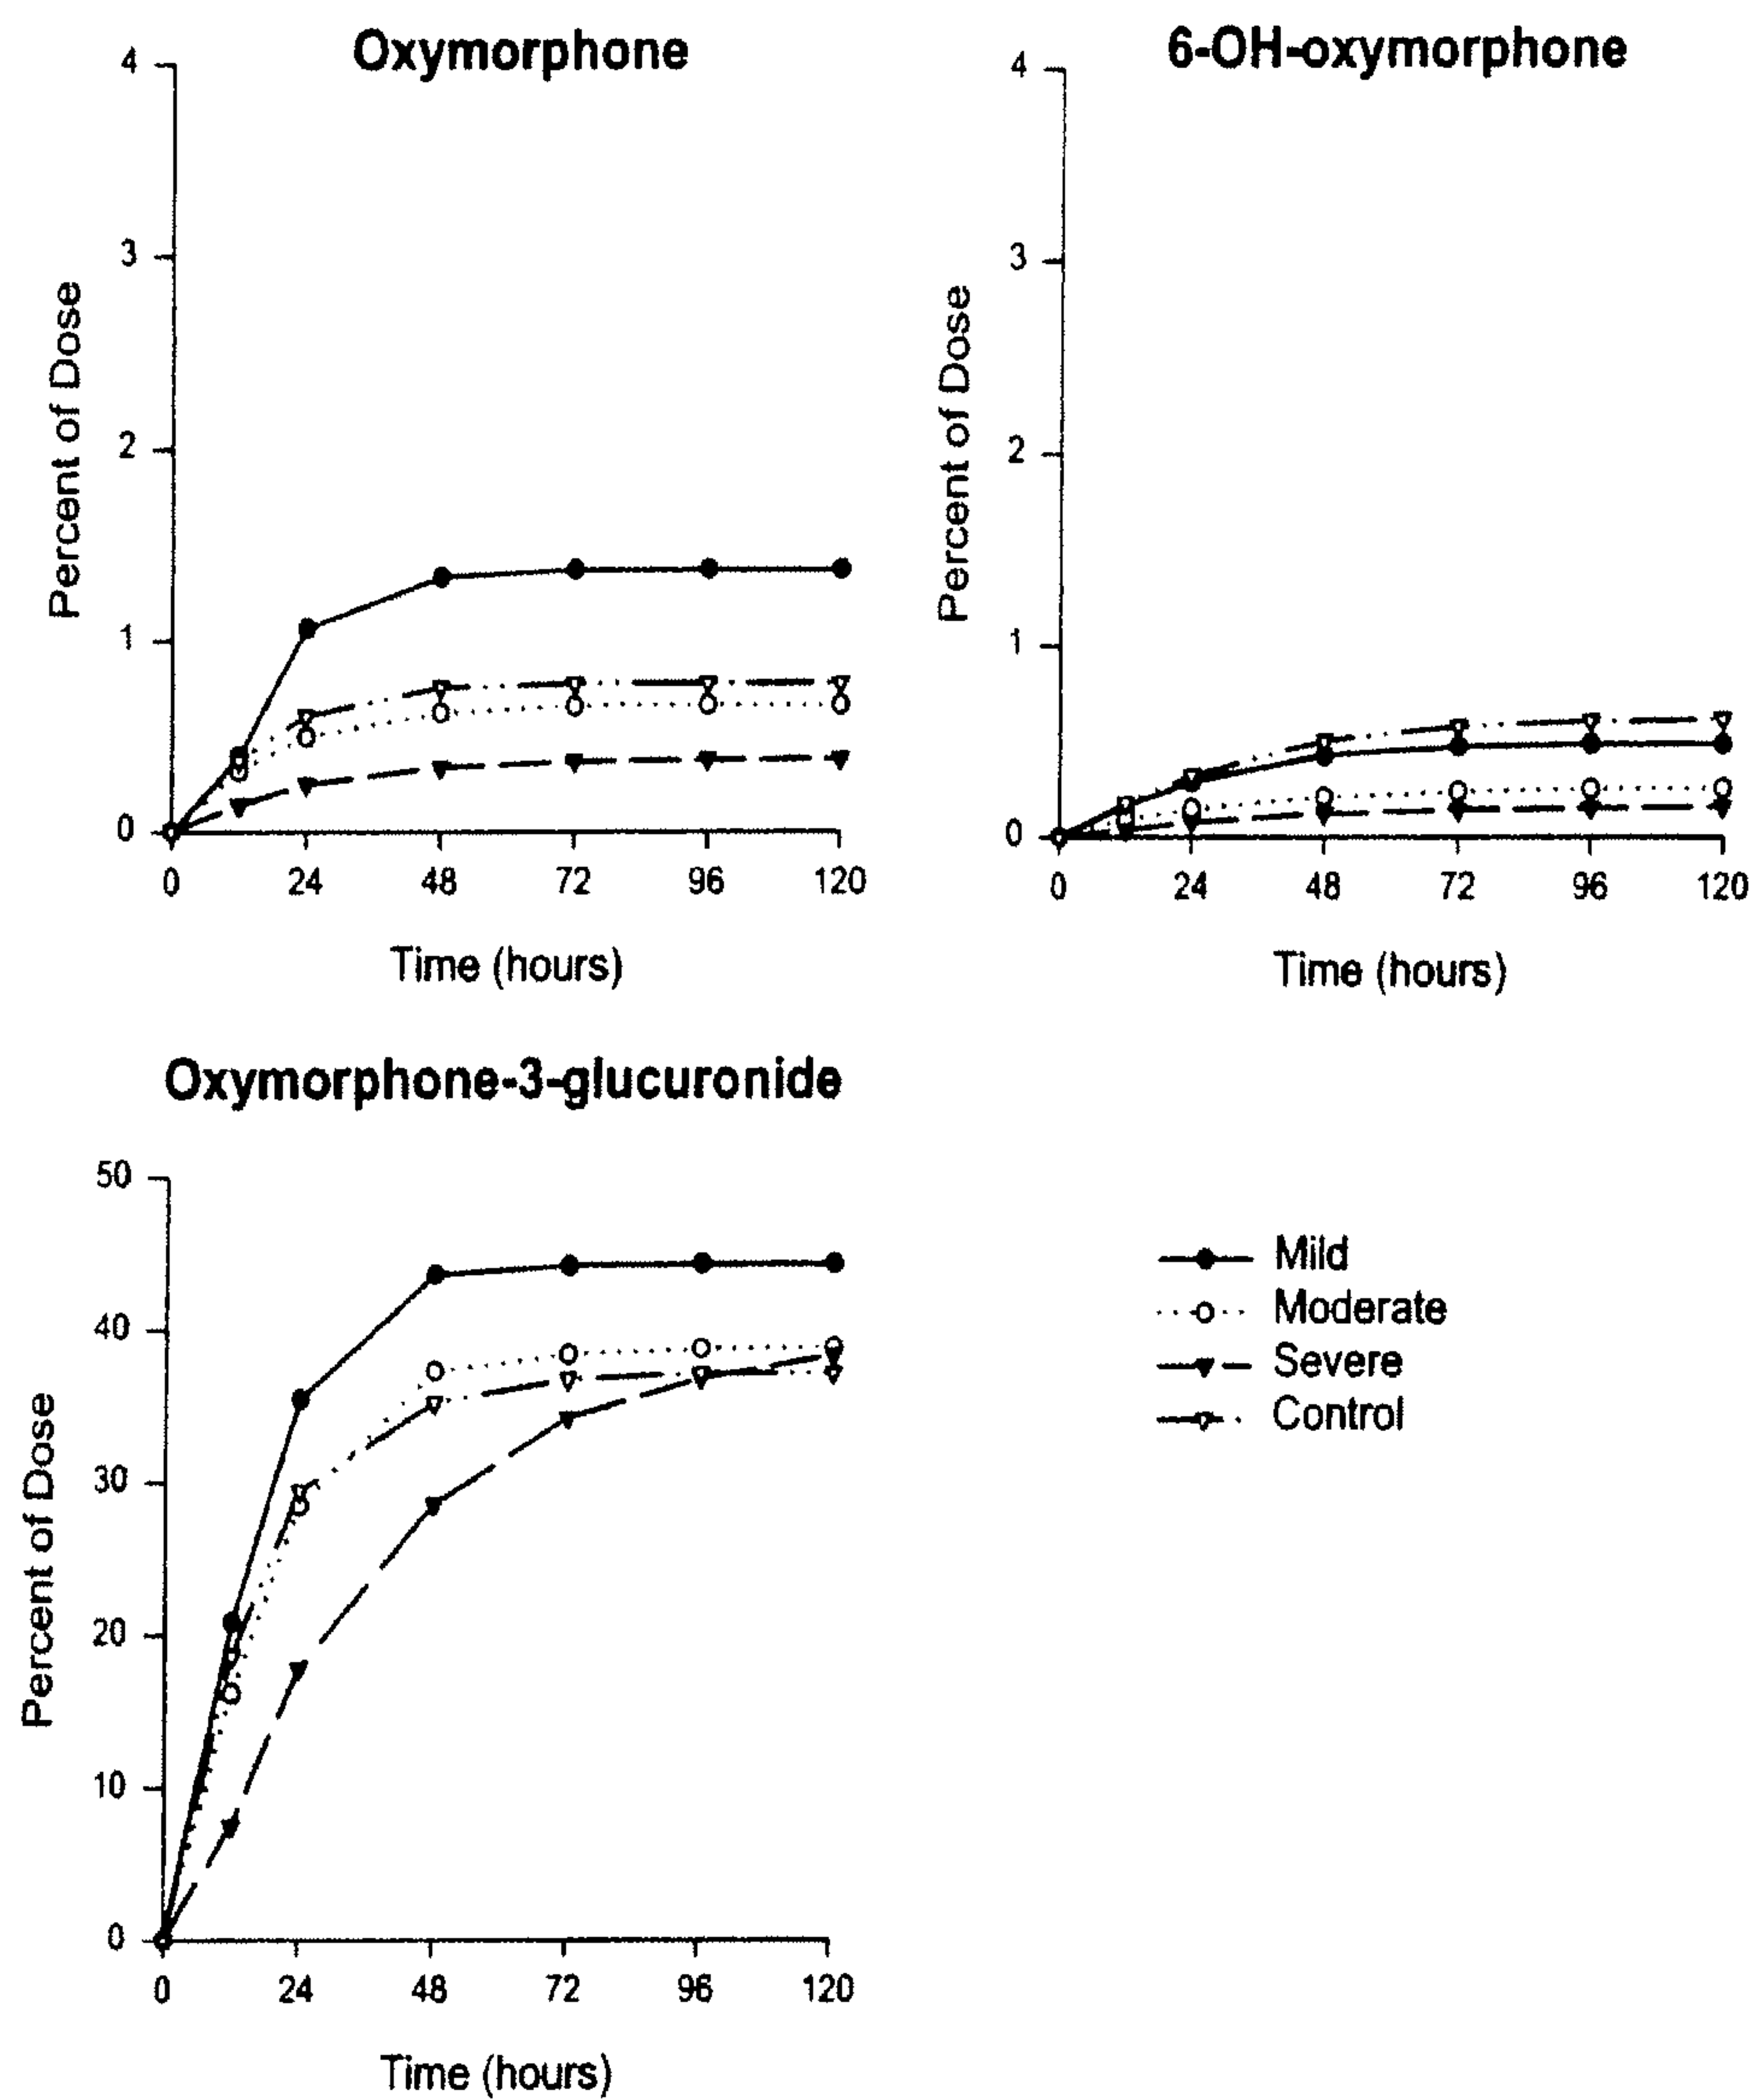 Oxymorphone
4
3
2
1
0
Percent of Dose
0 24 48 72 96 120
Time (hours)
6-OH-oxymorphone
4
3
2
1
0
Percent of Dose
0 24 48 72 96 120
Time (hours)
Oxymorphone-3-glucuronide
50
40
30
20
10
0
Percent of Dose
0 24 48 72 96 120
Time (hours)
Mild
Moderate
Severe
Control